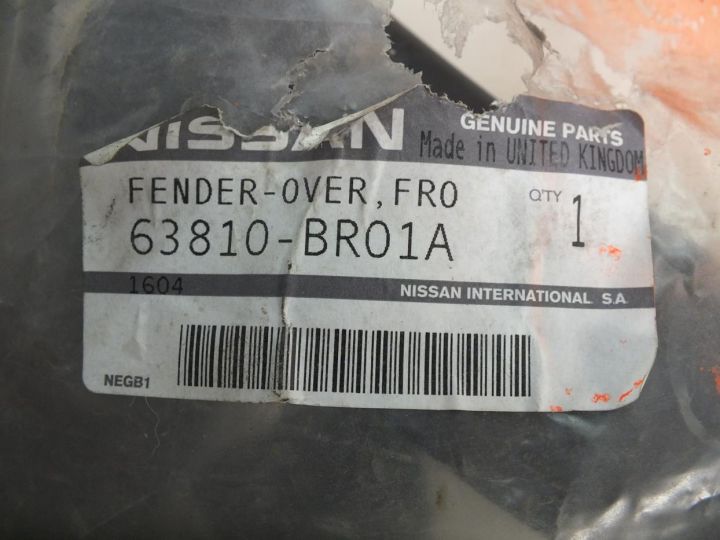 NISSAN
GENUINE PARTS
Made in UNITED KINGDOM
FENDER-OVER,FRO
QTY
1
63810-BR01A
1604
NISSAN INTERNATIONAL S.A.
NEGB1